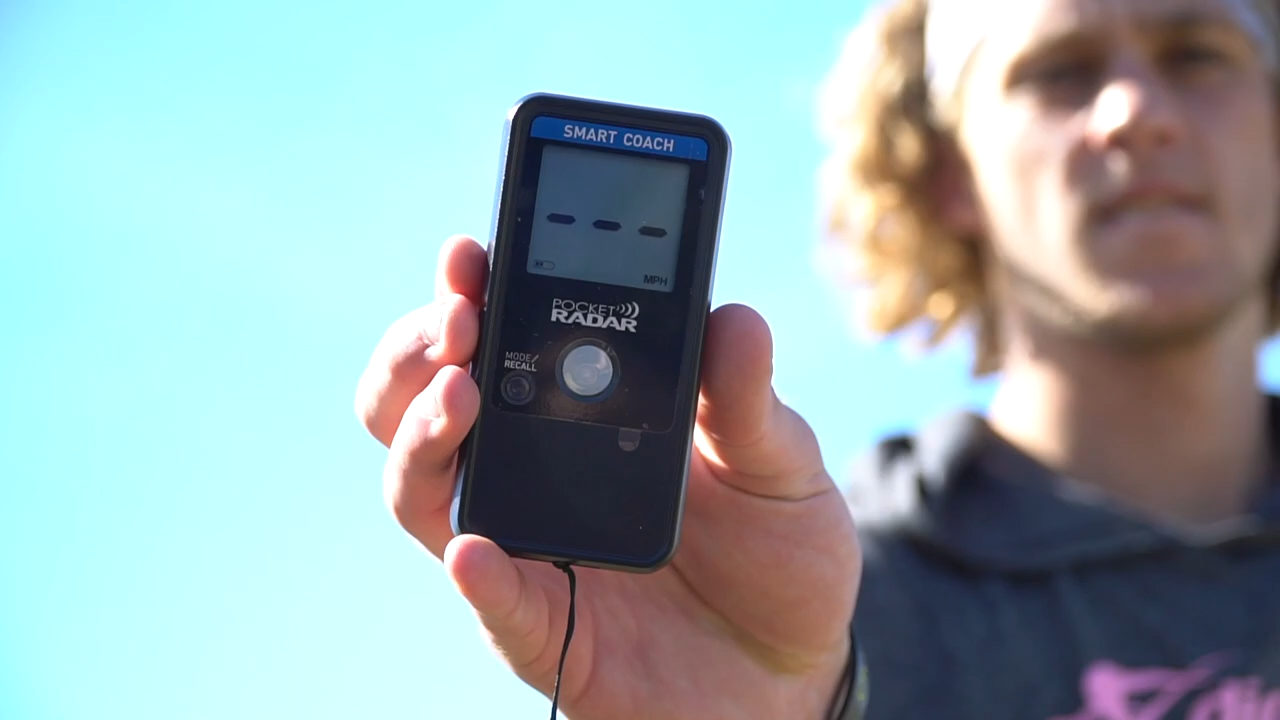 SMART COACH
- - -
MPH
POCKET
RADAR
MODE/
RECALL